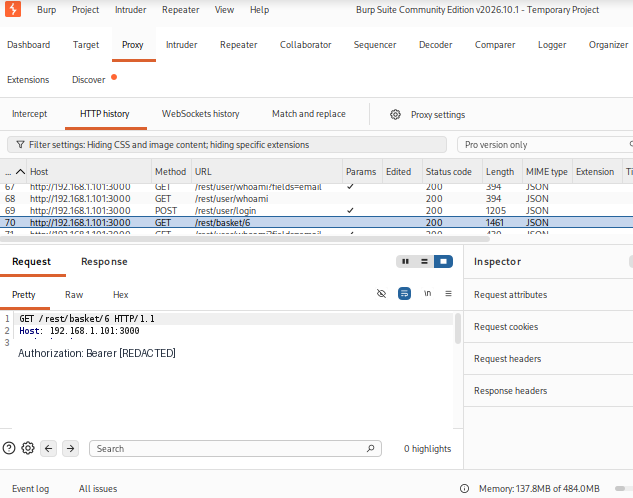 Burp Project Intruder Repeater View Help Burp Suite Community Edition v2026.10.1 - Temporary Project
Dashboard Target Proxy Intruder Repeater Collaborator Sequencer Decoder Comparer Logger Organizer
Extensions Discover
Intercept HTTP history WebSockets history Match and replace Proxy settings
Filter settings: Hiding CSS and image content; hiding specific extensions Pro version only
... Host Method URL Params Edited Status code Length MIME type Extension
67 http://192.168.1.101:3000 GET /rest/user/whoami?fields=email ✓ 200 394 JSON
68 http://192.168.1.101:3000 GET /rest/user/whoami 200 394 JSON
69 http://192.168.1.101:3000 POST /rest/user/login ✓ 200 1205 JSON
70 http://192.168.1.101:3000 GET /rest/basket/6 200 1461 JSON
Request Response Inspector
Pretty Raw Hex \n
Request attributes
1 GET /rest/basket/6 HTTP/1.1
2 Host: 192.168.1.101:3000
Request cookies
3
Authorization: Bearer [REDACTED]
Request headers
Response headers
Search 0 highlights
Event log All issues Memory: 137.8MB of 484.0MB